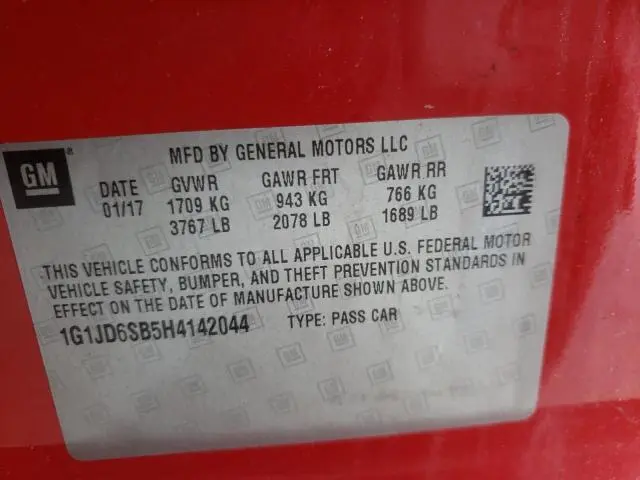 GM
MFD BY GENERAL MOTORS LLC
DATE GVWR GAWR FRT GAWR RR
01/17 1709 KG 943 KG 766 KG
3767 LB 2078 LB 1689 LB
THIS VEHICLE CONFORMS TO ALL APPLICABLE U.S. FEDERAL MOTOR
VEHICLE SAFETY, BUMPER, AND THEFT PREVENTION STANDARDS IN
EFFECT ON THE DATE OF MANUFACTURE SHOWN ABOVE.
1G1JD6SB5H4142044 TYPE: PASS CAR